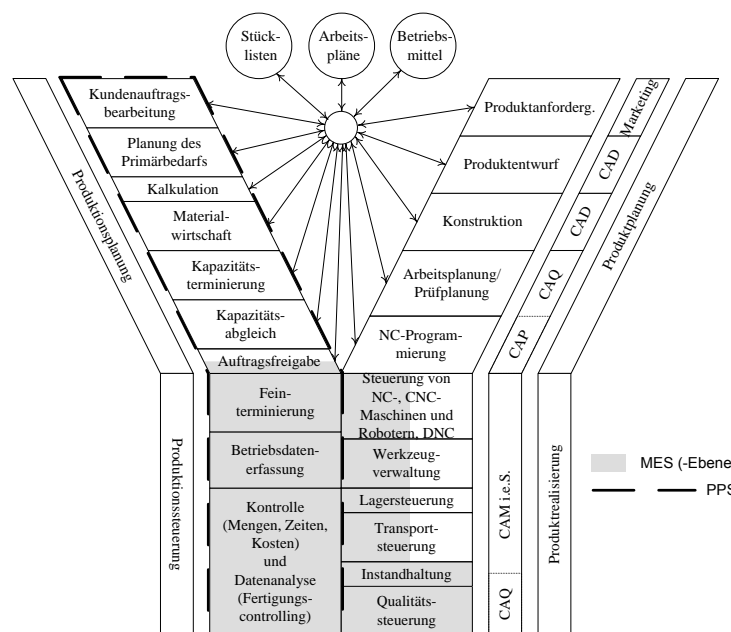 Stück-
listen
Arbeits-
pläne
Betriebs-
mittel
Kundenauftrags-
bearbeitung
Planung des
Primärbedarfs
Kalkulation
Material-
wirtschaft
Kapazitäts-
terminierung
Kapazitäts-
abgleich
Auftragsfreigabe
Fein-
terminierung
Betriebsdaten-
erfassung
Kontrolle
(Mengen, Zeiten,
Kosten)
und
Datenanalyse
(Fertigungs-
controlling)
Produktionsplanung
Produktionssteuerung
Produktanforderg.
Produktentwurf
Konstruktion
Arbeitsplanung/
Prüfplanung
NC-Program-
mierung
Steuerung von
NC-, CNC-
Maschinen und
Robotern, DNC
Werkzeug-
verwaltung
Lagersteuerung
Transport-
steuerung
Instandhaltung
Qualitäts-
steuerung
Marketing
CAD
CAD
CAQ
CAP
CAM i.e.S.
CAQ
Produktplanung
Produktrealisierung
MES (-Ebene
PPS